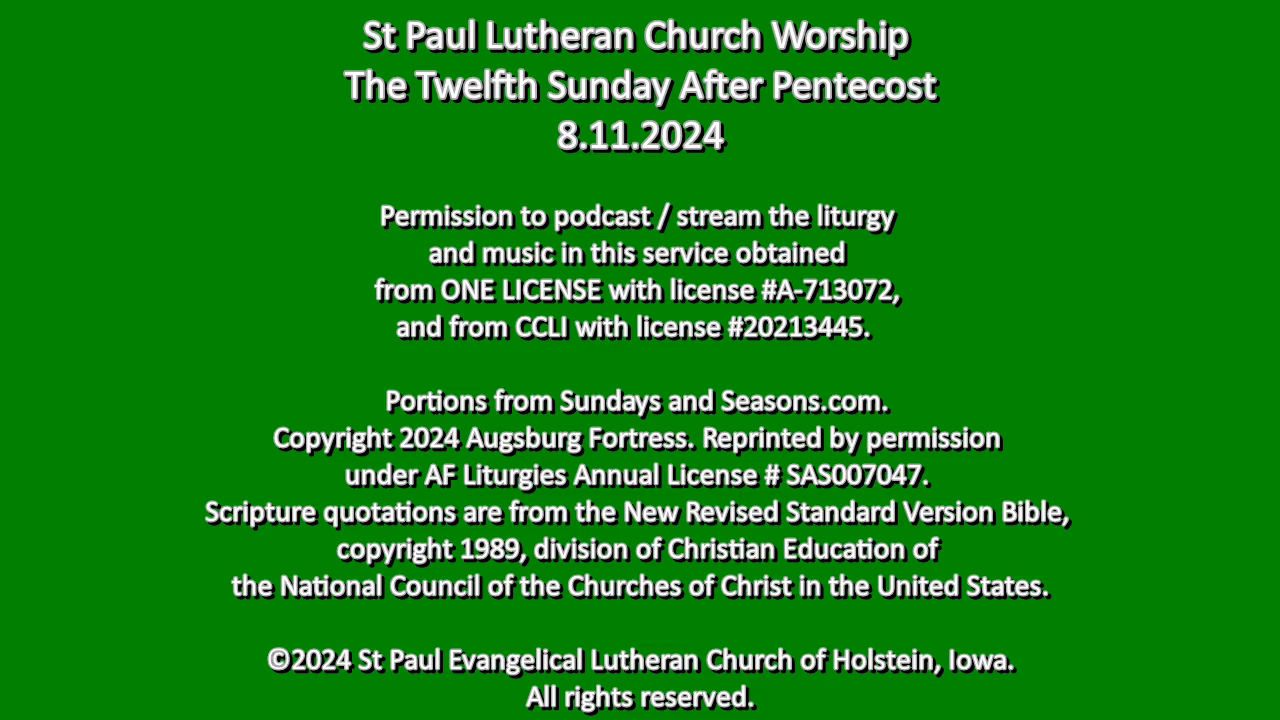 St Paul Lutheran Church Worship
The Twelfth Sunday After Pentecost
8.11.2024
Permission to podcast / stream the liturgy
and music in this service obtained
from ONE LICENSE with license #A-713072,
and from CCLI with license #20213445.
Portions from Sundays and Seasons.com.
Copyright 2024 Augsburg Fortress. Reprinted by permission
under AF Liturgies Annual License # SAS007047.
Scripture quotations are from the New Revised Standard Version Bible,
copyright 1989, division of Christian Education of
the National Council of the Churches of Christ in the United States.
©2024 St Paul Evangelical Lutheran Church of Holstein, Iowa.
All rights reserved.